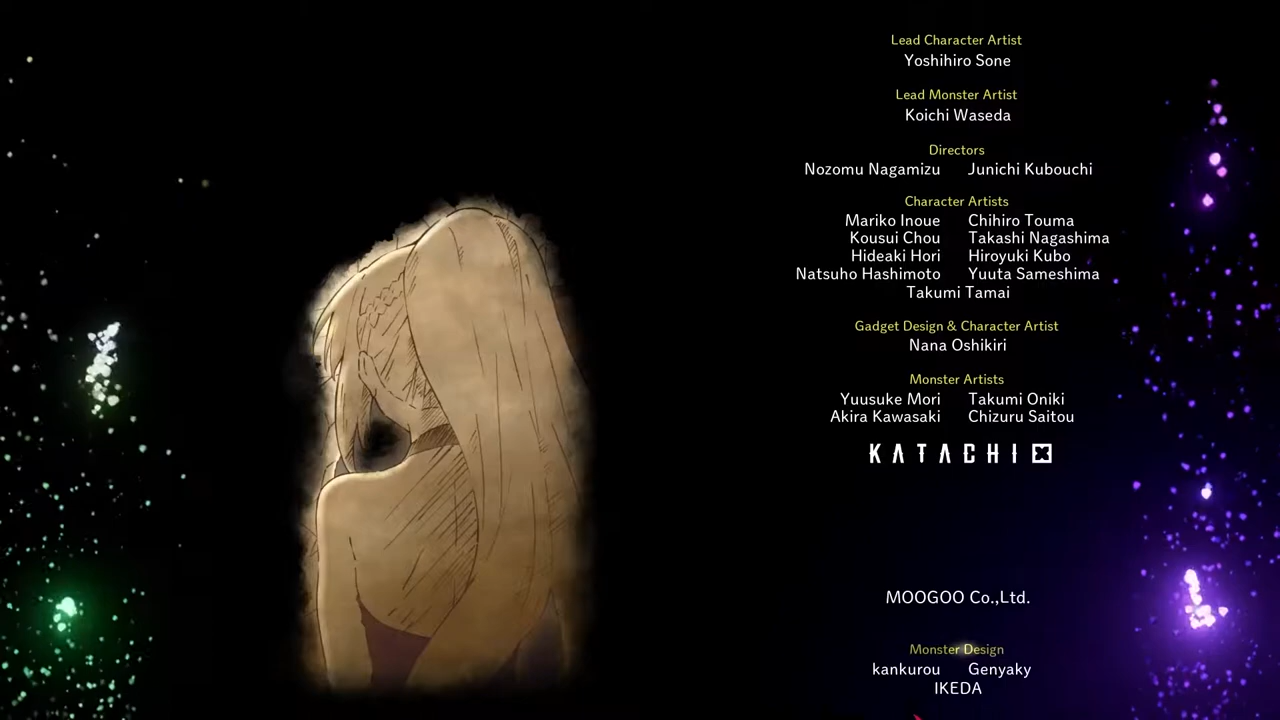 Lead Character Artist
Yoshihiro Sone
Lead Monster Artist
Koichi Waseda
Directors
Nozomu Nagamizu Junichi Kubouchi
Character Artists
Mariko Inoue Chihiro Touma
Kousui Chou Takashi Nagashima
Hideaki Hori Hiroyuki Kubo
Natsuho Hashimoto Yuuta Sameshima
Takumi Tamai
Gadget Design & Character Artist
Nana Oshikiri
Monster Artists
Yuusuke Mori Takumi Oniki
Akira Kawasaki Chizuru Saitou
KATACHI
MOOGOO Co.,Ltd.
Monster Design
kankurou Genyaky
IKEDA